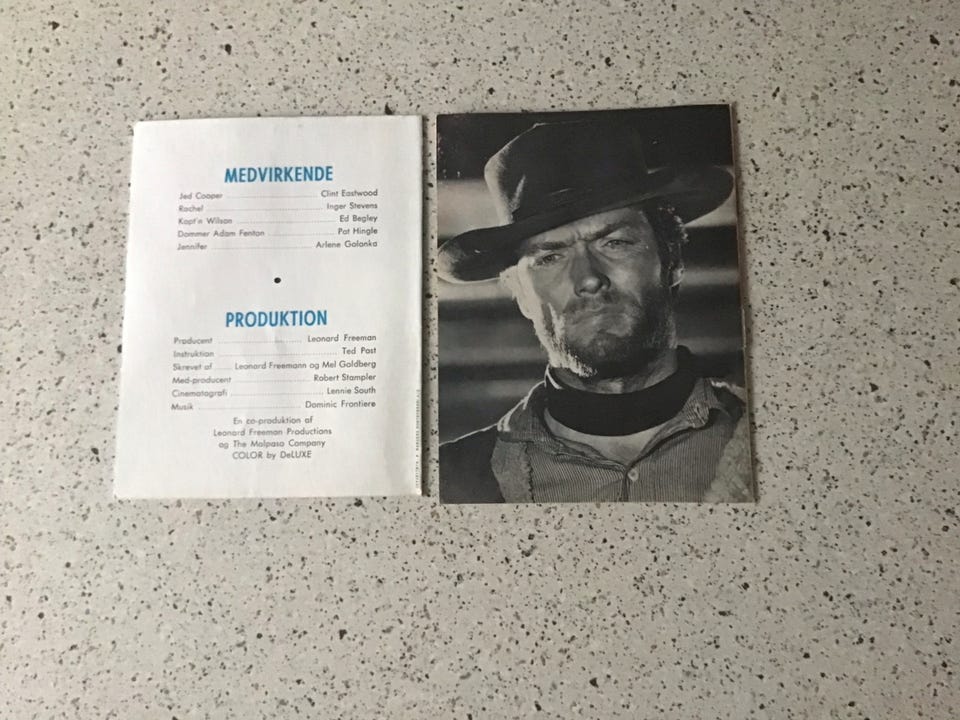 MEDVIRKENDE
Jed Cooper Clint Eastwood
Rachel Inger Stevens
Kapt'n Wilson Ed Begley
Dommer Adam Fenton Pat Hingle
Jennifer Arlene Golonka
PRODUKTION
Producent Leonard Freeman
Instruktion Ted Post
Skrevet af Leonard Freemann og Mel Goldberg
Med-producent Robert Stampler
Cinematografi Lennie South
Musik Dominic Frontiere
En co-produktion af
Leonard Freeman Productions
og The Malpaso Company
COLOR by DeLUXE